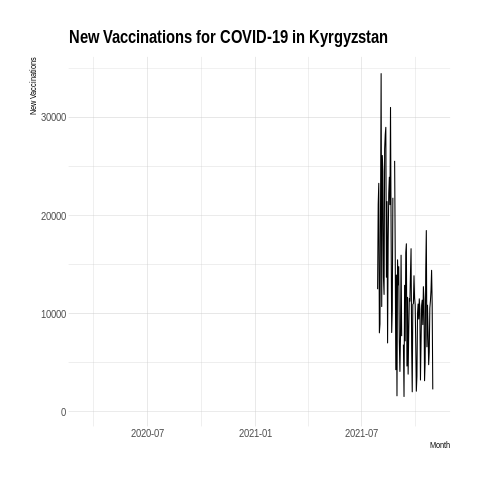 New Vaccinations for COVID-19 in Kyrgyzstan
New Vaccinations
30000
20000
10000
0
2020-07 2021-01 2021-07
Month